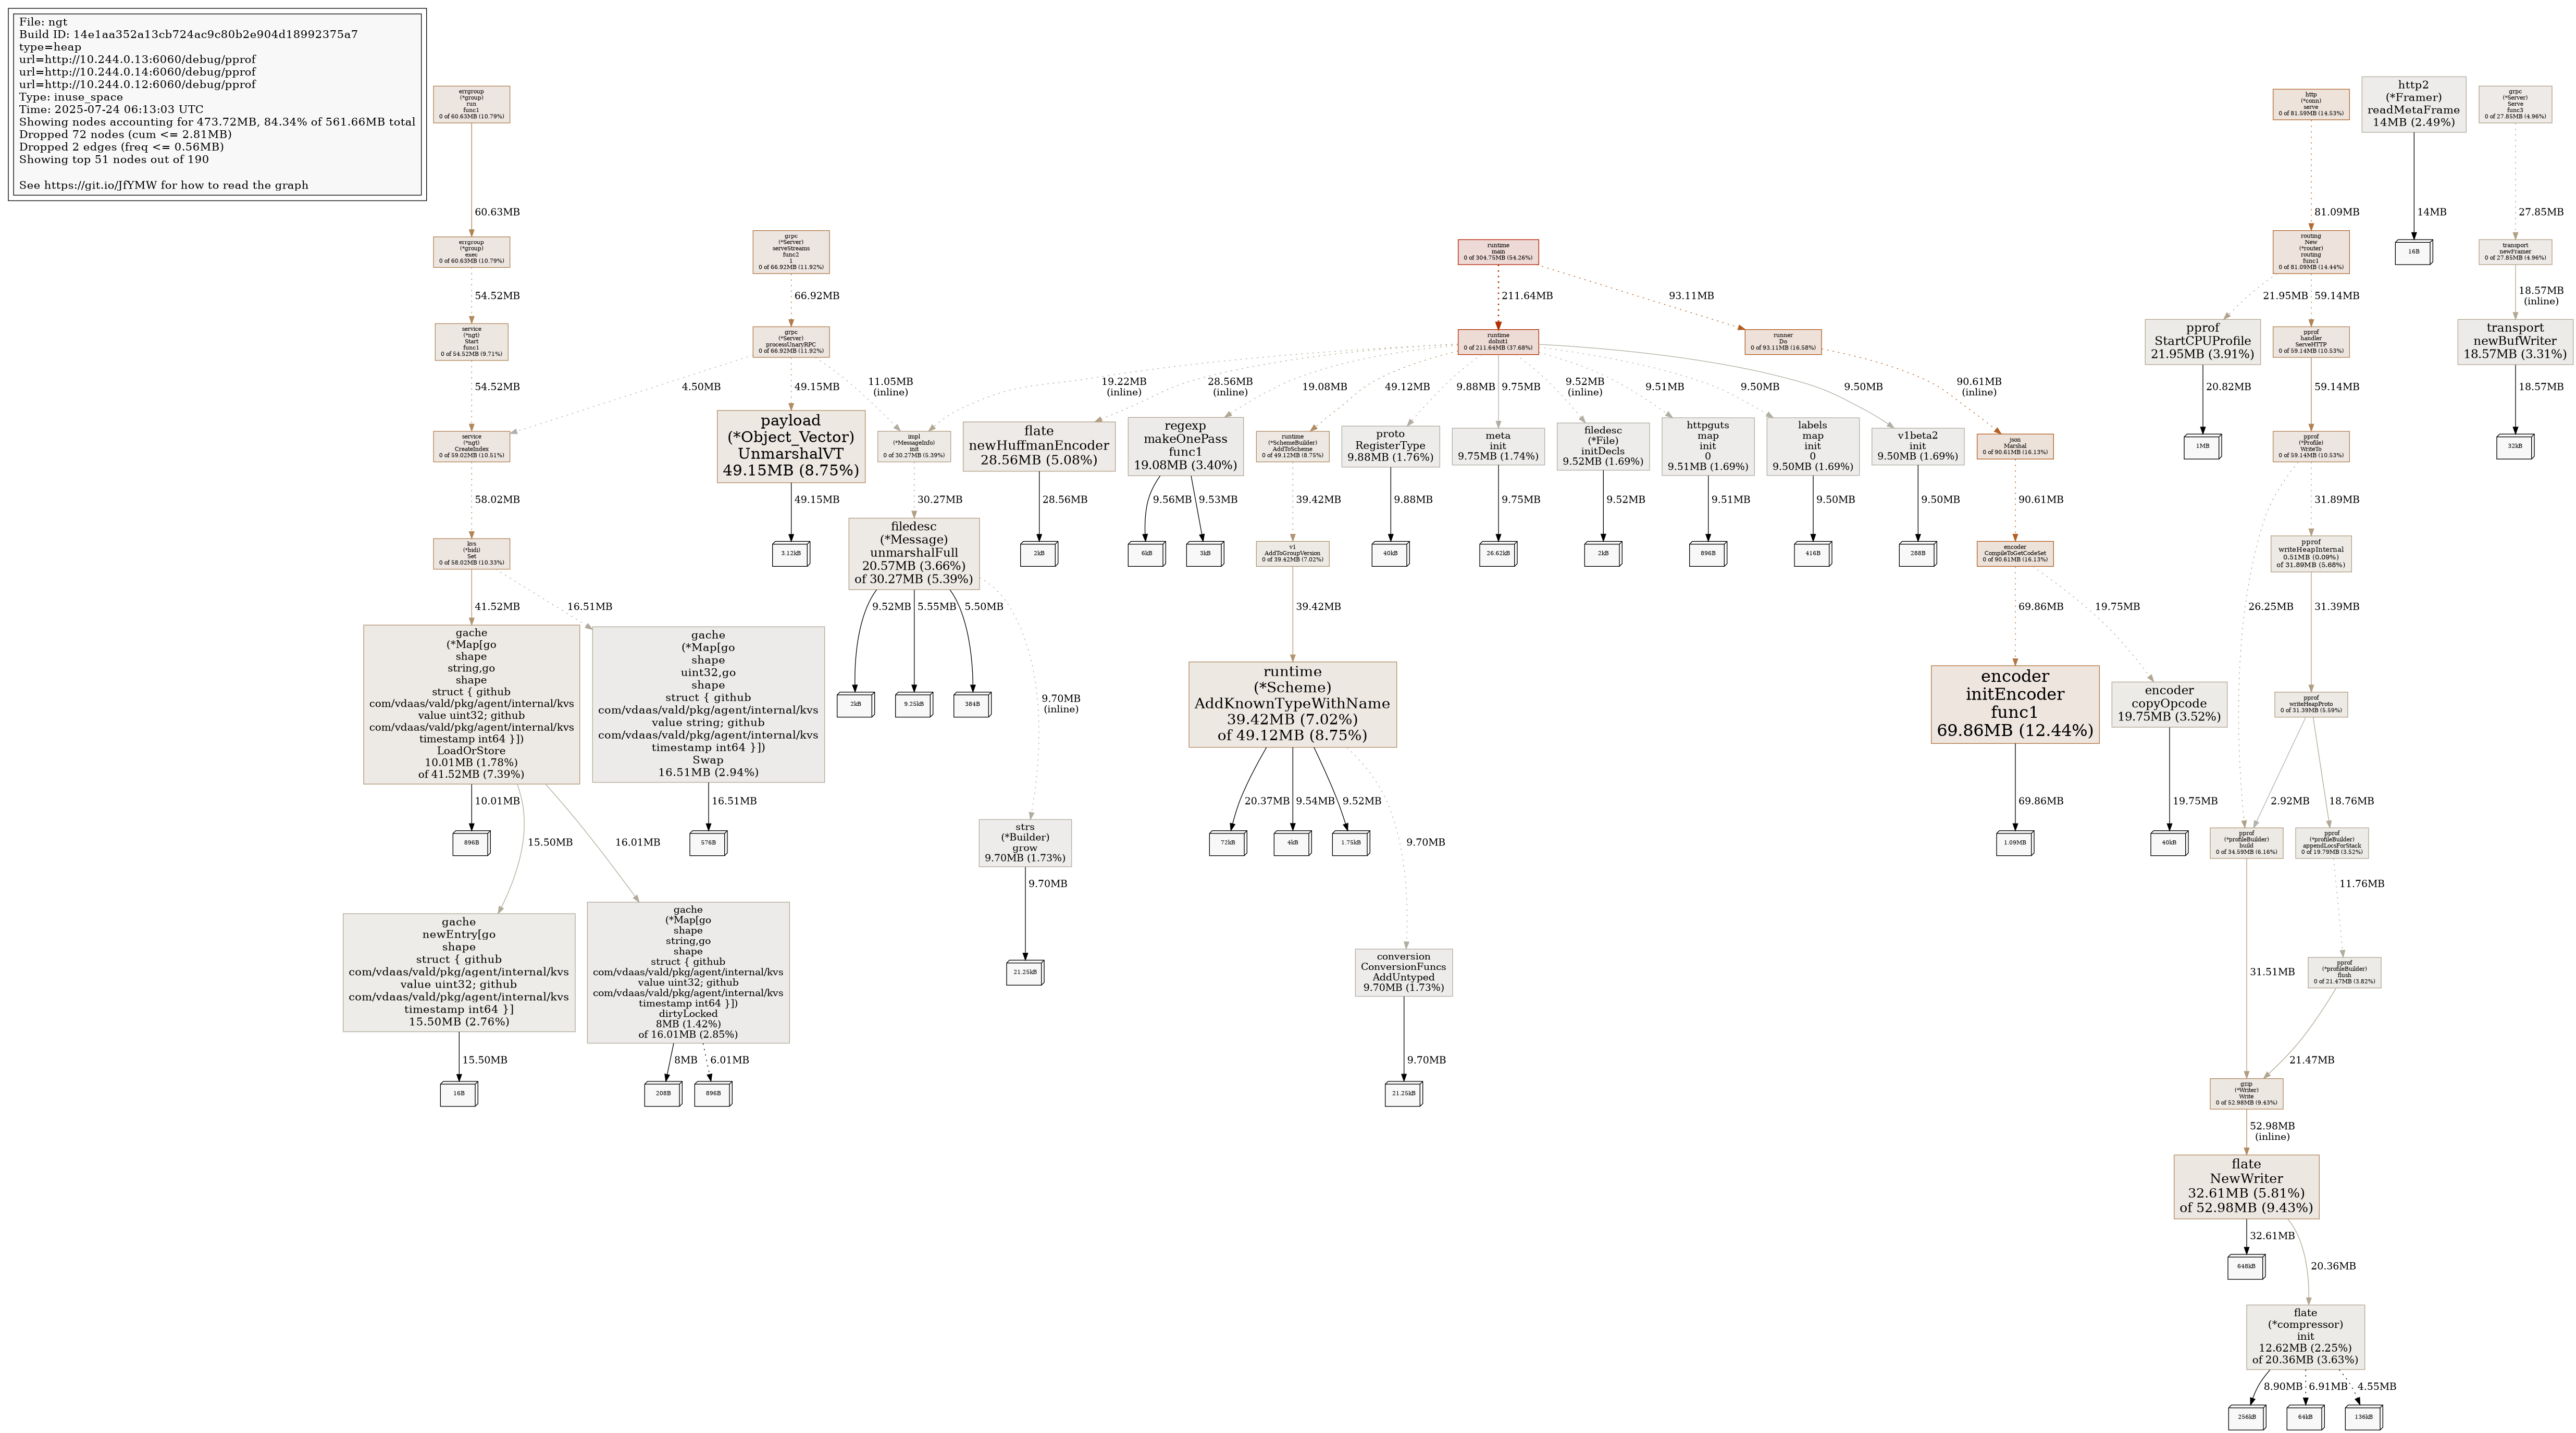 File: ngt
Build ID: 14e1aa352a13cb724ac9c80b2e904d18992375a7
type=heap
url=http://10.244.0.13:6060/debug/pprof
url=http://10.244.0.14:6060/debug/pprof
url=http://10.244.0.12:6060/debug/pprof
Type: inuse_space
Time: 2025-07-24 06:13:03 UTC
Showing nodes accounting for 473.72MB, 84.34% of 561.66MB total
Dropped 72 nodes (cum <= 2.81MB)
Dropped 2 edges (freq <= 0.56MB)
Showing top 51 nodes out of 190
See https://git.io/JfYMW for how to read the graph
errgroup
(*group)
run
func1
0 of 60.63MB (10.79%)
60.63MB
errgroup
(*group)
exec
0 of 60.63MB (10.79%)
54.52MB
service
(*ngt)
Start
func1
0 of 54.52MB (9.71%)
54.52MB
4.50MB
service
(*ngt)
CreateIndex
0 of 59.02MB (10.51%)
58.02MB
kvs
(*bidi)
Set
0 of 58.02MB (10.33%)
41.52MB
16.51MB
gache
(*Map[go
shape
string,go
shape
struct { github
com/vdaas/vald/pkg/agent/internal/kvs
value uint32; github
com/vdaas/vald/pkg/agent/internal/kvs
timestamp int64 }])
LoadOrStore
10.01MB (1.78%)
of 41.52MB (7.39%)
10.01MB
896B
15.50MB
16.01MB
gache
(*Map[go
shape
uint32,go
shape
struct { github
com/vdaas/vald/pkg/agent/internal/kvs
value string; github
com/vdaas/vald/pkg/agent/internal/kvs
timestamp int64 }])
Swap
16.51MB (2.94%)
16.51MB
576B
gache
newEntry[go
shape
struct { github
com/vdaas/vald/pkg/agent/internal/kvs
value uint32; github
com/vdaas/vald/pkg/agent/internal/kvs
timestamp int64 }]
15.50MB (2.76%)
15.50MB
16B
gache
(*Map[go
shape
string,go
shape
struct { github
com/vdaas/vald/pkg/agent/internal/kvs
value uint32; github
com/vdaas/vald/pkg/agent/internal/kvs
timestamp int64 }])
dirtyLocked
8MB (1.42%)
of 16.01MB (2.85%)
8MB
6.01MB
208B
896B
grpc
(*Server)
serveStreams
func2
1
0 of 66.92MB (11.92%)
66.92MB
grpc
(*Server)
processUnaryRPC
0 of 66.92MB (11.92%)
49.15MB
11.05MB
(inline)
payload
(*Object_Vector)
UnmarshalVT
49.15MB (8.75%)
49.15MB
3.12kB
impl
(*MessageInfo)
init
0 of 30.27MB (5.39%)
30.27MB
filedesc
(*Message)
unmarshalFull
20.57MB (3.66%)
of 30.27MB (5.39%)
9.52MB
5.55MB
5.50MB
2kB
9.25kB
384B
9.70MB
(inline)
strs
(*Builder)
grow
9.70MB (1.73%)
9.70MB
21.25kB
runtime
main
0 of 304.75MB (54.26%)
211.64MB
93.11MB
runtime
doInit1
0 of 211.64MB (37.68%)
19.22MB
(inline)
28.56MB
(inline)
19.08MB
49.12MB
9.88MB
9.75MB
9.52MB
(inline)
9.51MB
9.50MB
9.50MB
flate
newHuffmanEncoder
28.56MB (5.08%)
28.56MB
2kB
regexp
makeOnePass
func1
19.08MB (3.40%)
9.56MB
9.53MB
6kB
3kB
runtime
(*SchemeBuilder)
AddToScheme
0 of 49.12MB (8.75%)
39.42MB
v1
AddToGroupVersion
0 of 39.42MB (7.02%)
39.42MB
runtime
(*Scheme)
AddKnownTypeWithName
39.42MB (7.02%)
of 49.12MB (8.75%)
20.37MB
9.54MB
9.52MB
72kB
4kB
1.75kB
9.70MB
conversion
ConversionFuncs
AddUntyped
9.70MB (1.73%)
9.70MB
21.25kB
proto
RegisterType
9.88MB (1.76%)
9.88MB
40kB
meta
init
9.75MB (1.74%)
9.75MB
26.62kB
filedesc
(*File)
initDecls
9.52MB (1.69%)
9.52MB
2kB
httpguts
map
init
0
9.51MB (1.69%)
9.51MB
896B
labels
map
init
0
9.50MB (1.69%)
9.50MB
416B
v1beta2
init
9.50MB (1.69%)
9.50MB
288B
runner
Do
0 of 93.11MB (16.58%)
90.61MB
(inline)
json
Marshal
0 of 90.61MB (16.13%)
90.61MB
encoder
CompileToGetCodeSet
0 of 90.61MB (16.13%)
69.86MB
19.75MB
encoder
initEncoder
func1
69.86MB (12.44%)
69.86MB
1.09MB
encoder
copyOpcode
19.75MB (3.52%)
19.75MB
40kB
http
(*conn)
serve
0 of 81.59MB (14.53%)
81.09MB
routing
New
(*router)
routing
func1
0 of 81.09MB (14.44%)
21.95MB
59.14MB
pprof
StartCPUProfile
21.95MB (3.91%)
20.82MB
1MB
pprof
handler
ServeHTTP
0 of 59.14MB (10.53%)
59.14MB
pprof
(*Profile)
WriteTo
0 of 59.14MB (10.53%)
31.89MB
26.25MB
pprof
writeHeapInternal
0.51MB (0.09%)
of 31.89MB (5.68%)
31.39MB
pprof
writeHeapProto
0 of 31.39MB (5.59%)
2.92MB
18.76MB
pprof
(*profileBuilder)
build
0 of 34.59MB (6.16%)
pprof
(*profileBuilder)
appendLocsForStack
0 of 19.79MB (3.52%)
11.76MB
31.51MB
pprof
(*profileBuilder)
flush
0 of 21.47MB (3.82%)
21.47MB
gzip
(*Writer)
Write
0 of 52.98MB (9.43%)
52.98MB
(inline)
flate
NewWriter
32.61MB (5.81%)
of 52.98MB (9.43%)
32.61MB
648kB
20.36MB
flate
(*compressor)
init
12.62MB (2.25%)
of 20.36MB (3.63%)
8.90MB
6.91MB
4.55MB
256kB
64kB
136kB
http2
(*Framer)
readMetaFrame
14MB (2.49%)
14MB
16B
grpc
(*Server)
Serve
func3
0 of 27.85MB (4.96%)
27.85MB
transport
newFramer
0 of 27.85MB (4.96%)
18.57MB
(inline)
transport
newBufWriter
18.57MB (3.31%)
18.57MB
32kB